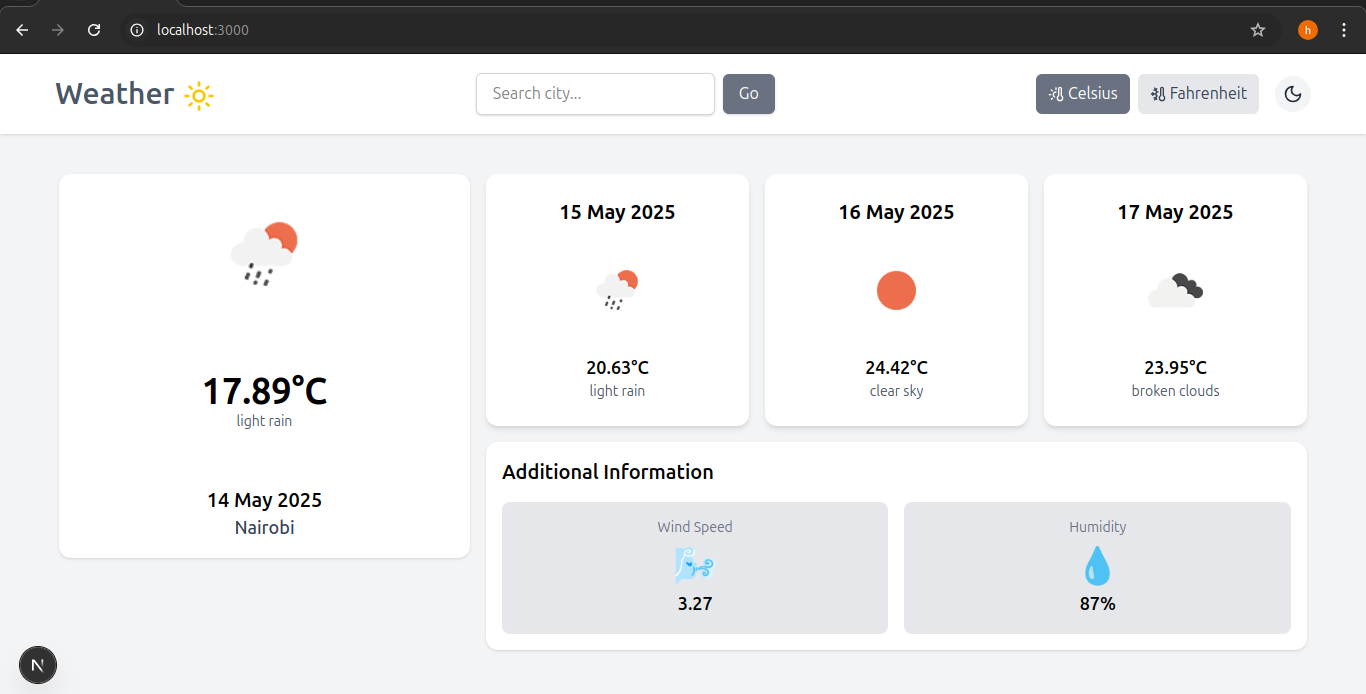 localhost:3000
h
Weather
Search city...
Go
Celsius
Fahrenheit
17.89°C
light rain
14 May 2025
Nairobi
15 May 2025
20.63°C
light rain
16 May 2025
24.42°C
clear sky
17 May 2025
23.95°C
broken clouds
Additional Information
Wind Speed
3.27
Humidity
87%
N